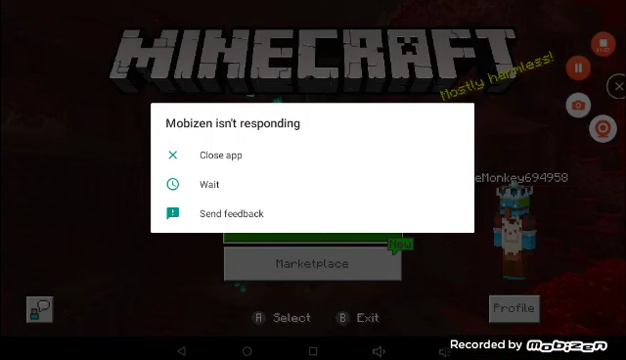 MINECRAFT
Mostly harmless!
Mobizen isn't responding
Close app
Wait
Send feedback
eMonkey694958
New
Marketplace
A Select B Exit
Profile
Recorded by mobizen